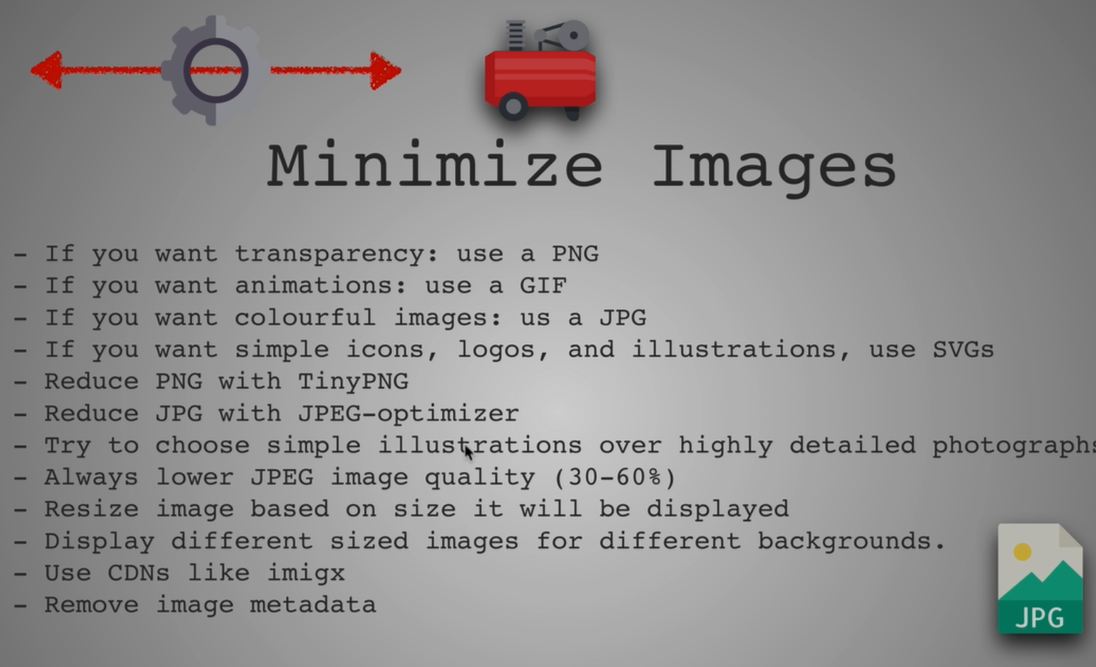 Minimize Images
- If you want transparency: use a PNG
- If you want animations: use a GIF
- If you want colourful images: us a JPG
- If you want simple icons, logos, and illustrations, use SVGs
- Reduce PNG with TinyPNG
- Reduce JPG with JPEG-optimizer
- Try to choose simple illustrations over highly detailed photographs
- Always lower JPEG image quality (30-60%)
- Resize image based on size it will be displayed
- Display different sized images for different backgrounds.
- Use CDNs like imigx
- Remove image metadata
JPG